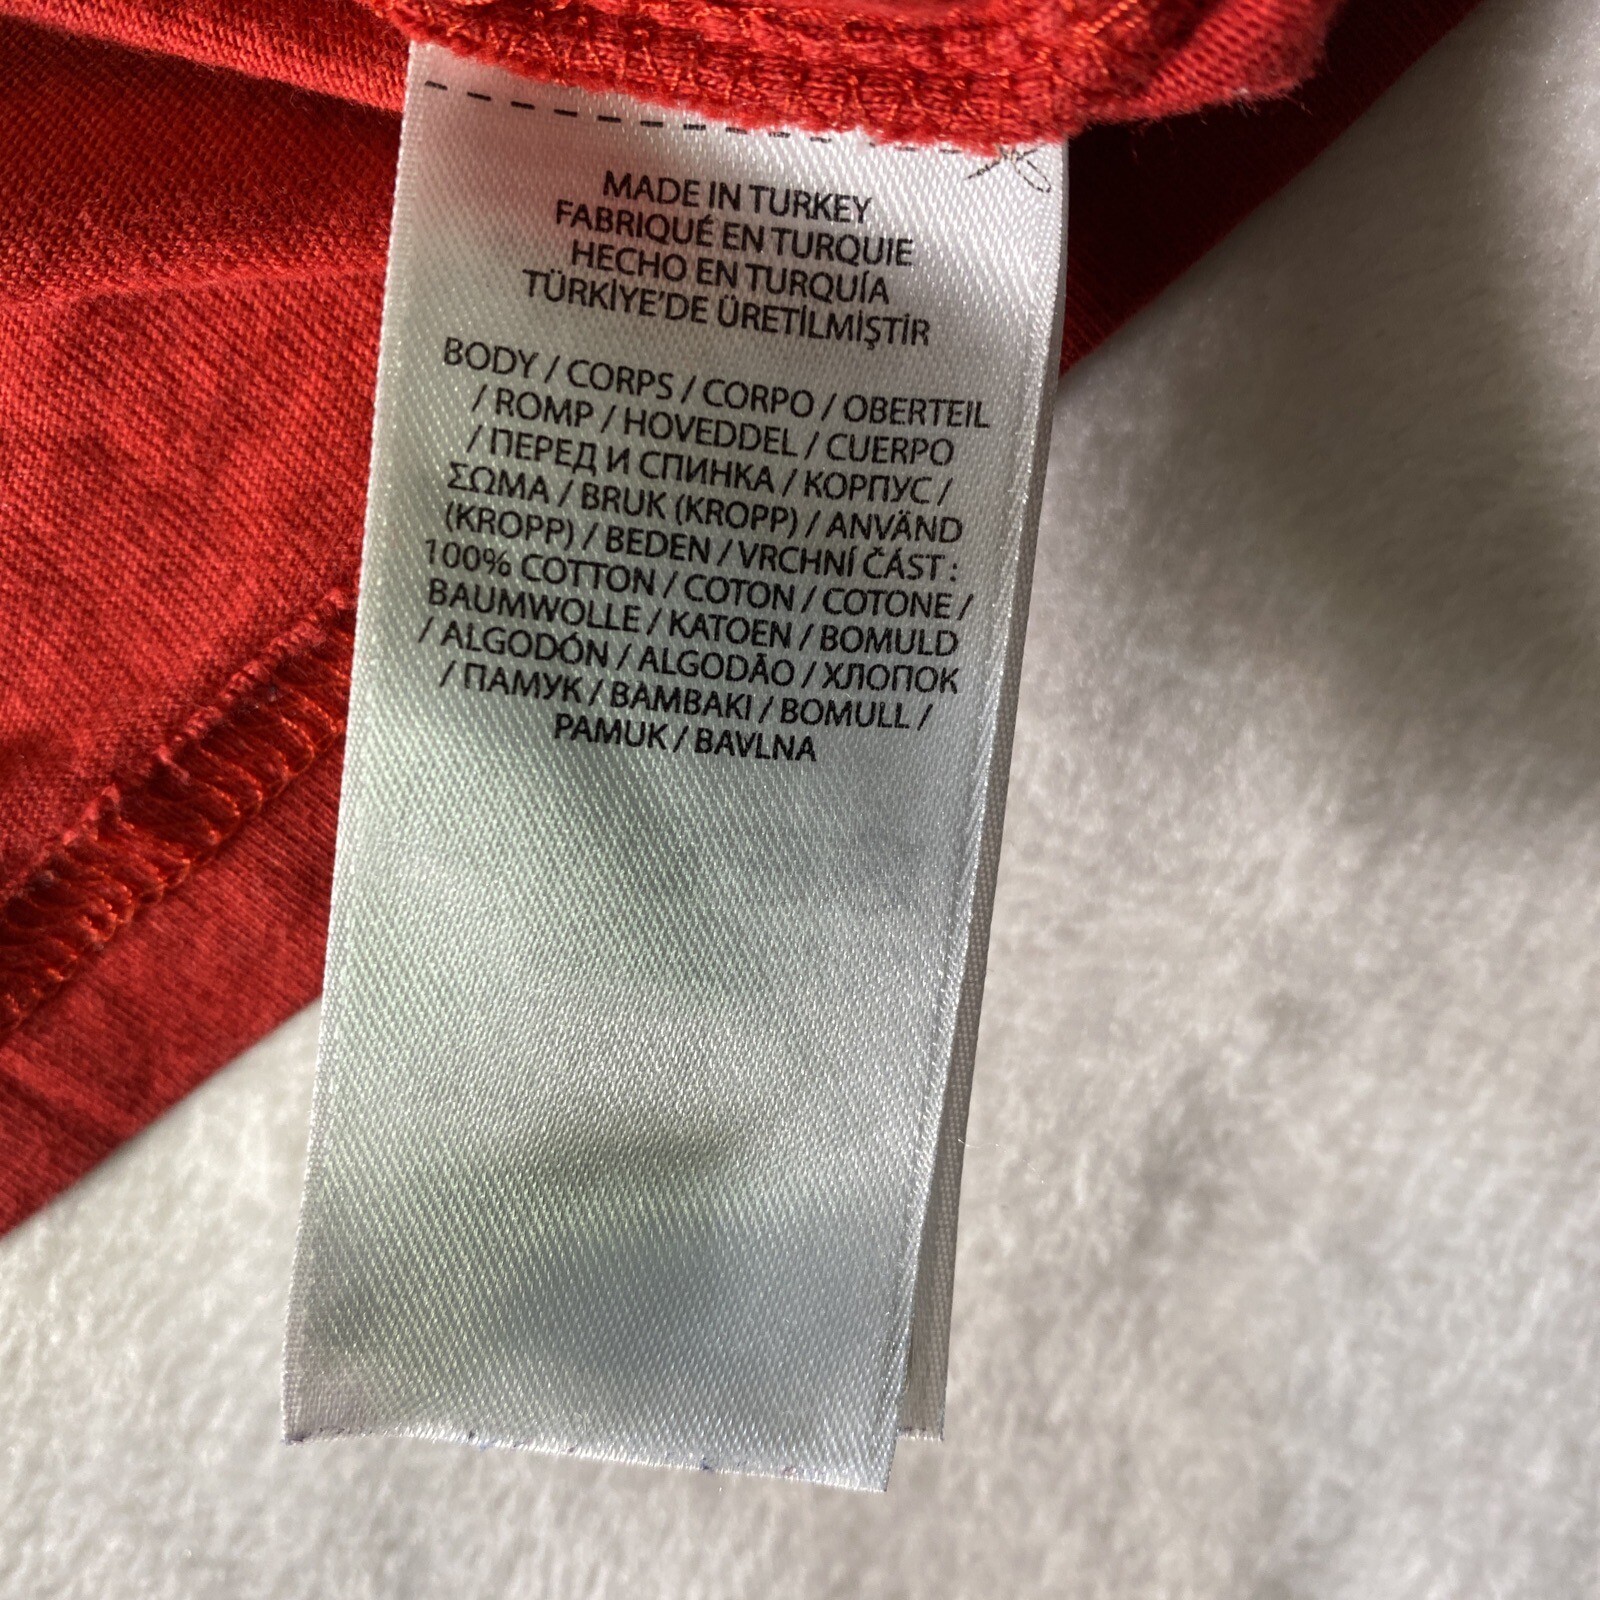 MADE IN TURKEY
FABRIQUÉ EN TURQUIE
HECHO EN TURQUÍA
TÜRKİYE'DE ÜRETİLMİŞTİR
BODY / CORPS / CORPO / OBERTEIL
/ ROMP / HOVEDDEL / CUERPO
/ ПЕРЕД И СПИНКА / КОРПУС /
ΣΩΜΑ / BRUK (KROPP) / ANVÄND
(KROPP) / BEDEN / VRCHNÍ ČÁST :
100% COTTON / COTON / COTONE /
BAUMWOLLE / KATOEN / BOMULD
/ ALGODÓN / ALGODÃO / ХЛОПОК
/ ПАМУК / BAMBAKI / BOMULL /
PAMUK / BAVLNA